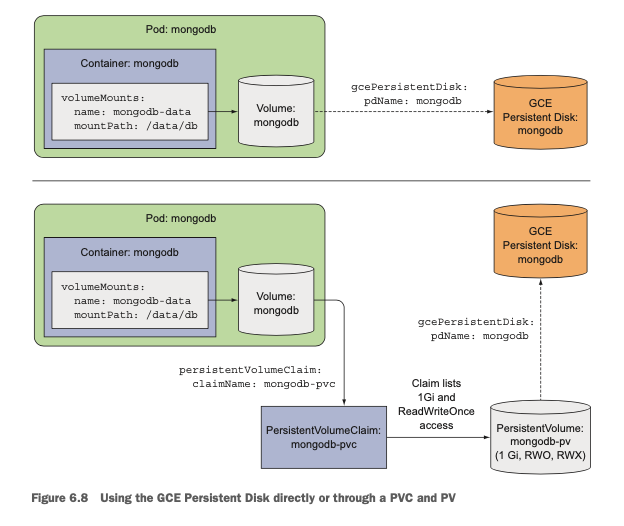 Pod: mongodb
Container: mongodb
volumeMounts:
name: mongodb-data
mountPath: /data/db
Volume:
mongodb
gcePersistentDisk:
pdName: mongodb
GCE
Persistent Disk:
mongodb
Pod: mongodb
Container: mongodb
volumeMounts:
name: mongodb-data
mountPath: /data/db
Volume:
mongodb
GCE
Persistent Disk:
mongodb
gcePersistentDisk:
pdName: mongodb
persistentVolumeClaim:
claimName: mongodb-pvc
Claim lists
1Gi and
ReadWriteOnce
access
PersistentVolumeClaim:
mongodb-pvc
PersistentVolume:
mongodb-pv
(1 Gi, RWO, RWX)
Figure 6.8 Using the GCE Persistent Disk directly or through a PVC and PV